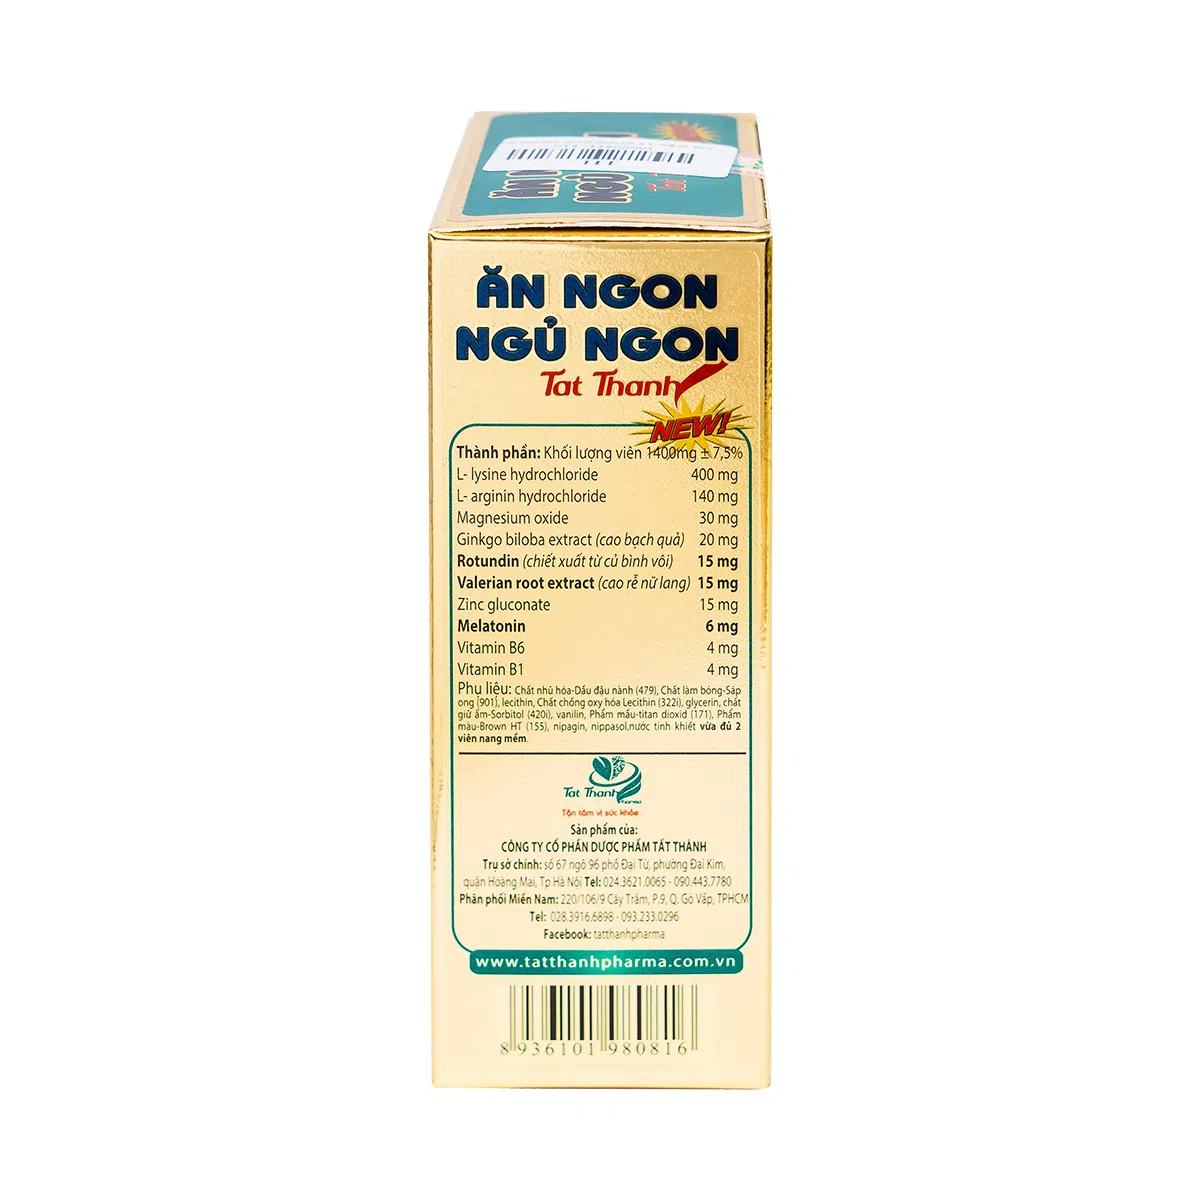 ĂN NGON
NGỦ NGON
Tat Thanh
NEW!
Thành phần: Khối lượng viên 1400mg ± 7,5%
L- lysine hydrochloride 400 mg
L- arginin hydrochloride 140 mg
Magnesium oxide 30 mg
Ginkgo biloba extract (cao bạch quả) 20 mg
Rotundin (chiết xuất từ củ bình vôi) 15 mg
Valerian root extract (cao rễ nữ lang) 15 mg
Zinc gluconate 15 mg
Melatonin 6 mg
Vitamin B6 4 mg
Vitamin B1 4 mg
Phụ liệu: Chất nhũ hóa-Dầu đậu nành (479), Chất làm bóng-Sáp
ong (901), lecithin, Chất chống oxy hóa Lecithin (322i), glycerin, chất
giữ ẩm-Sorbitol (420i), vanilin, Phẩm mầu-titan dioxid (171), Phẩm
màu-Brown HT (155), nipagin, nippasol,nước tinh khiết vừa đủ 2
viên nang mềm.
Tat Thanh
Pharma
Tận tâm vì sức khỏe
Sản phẩm của:
CÔNG TY CỔ PHẦN DƯỢC PHẨM TẤT THÀNH
Trụ sở chính: số 67 ngõ 96 phố Đại Từ, phường Đại Kim,
quận Hoàng Mai, Tp Hà Nội Tel: 024.3621.0065 - 090.443.7780
Phân phối Miền Nam: 220/106/9 Cây Trâm, P.9, Q. Gò Vấp, TPHCM
Tel: 028.3916.6898 - 093.233.0296
Facebook: tatthanhpharma
www.tatthanhpharma.com.vn
8 936101 980816